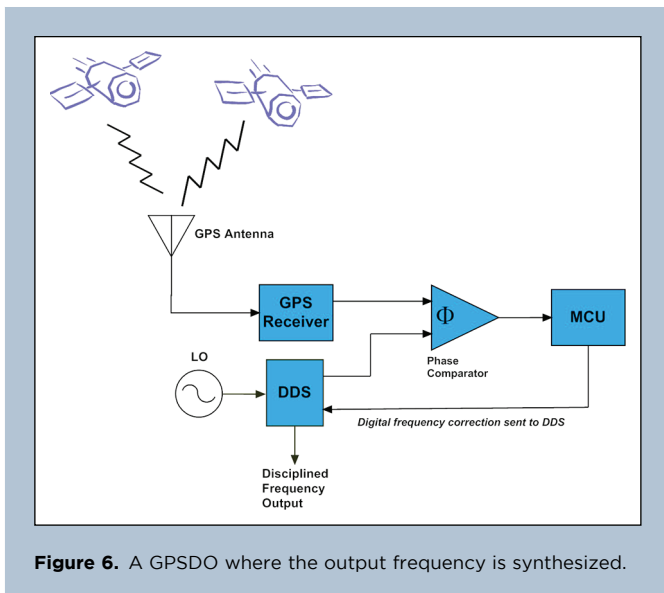 GPS Antenna
GPS
Receiver
Φ
MCU
Phase
Comparator
LO
DDS
Digital frequency correction sent to DDS
Disciplined
Frequency
Output
Figure 6. A GPSDO where the output frequency is synthesized.